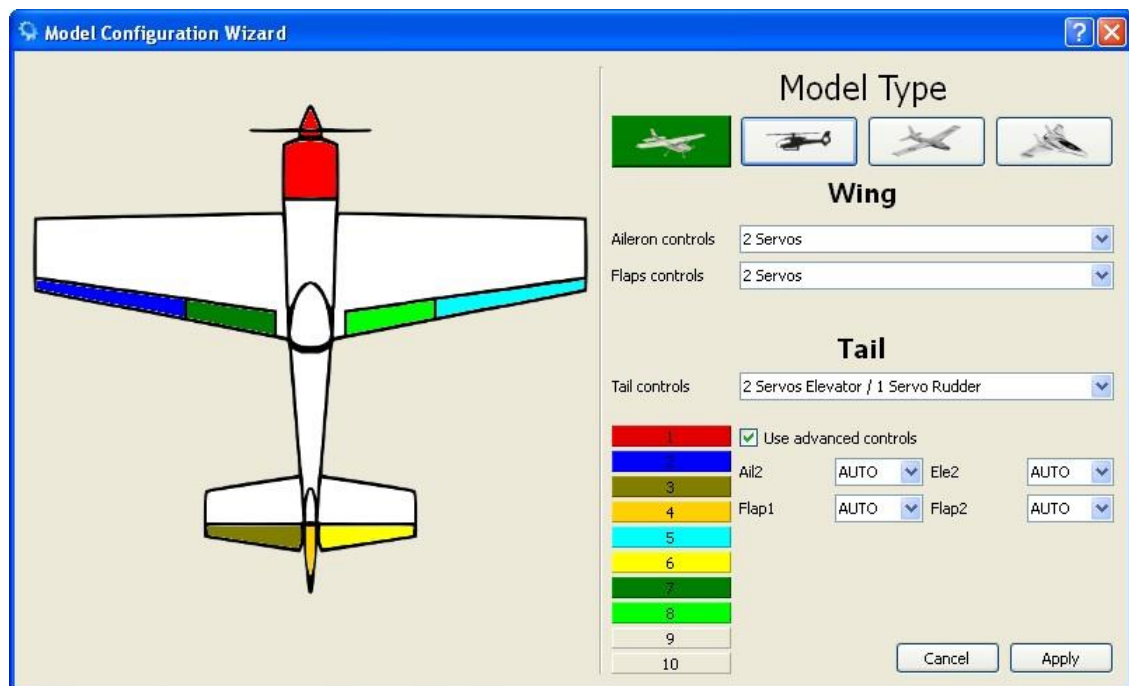 Model Configuration Wizard
Model Type
Wing
Aileron controls 2 Servos
Flaps controls 2 Servos
Tail
Tail controls 2 Servos Elevator / 1 Servo Rudder
1 Use advanced controls
2 Ail2 AUTO Ele2 AUTO
3
4 Flap1 AUTO Flap2 AUTO
5
6
7
8
9
10 Cancel Apply